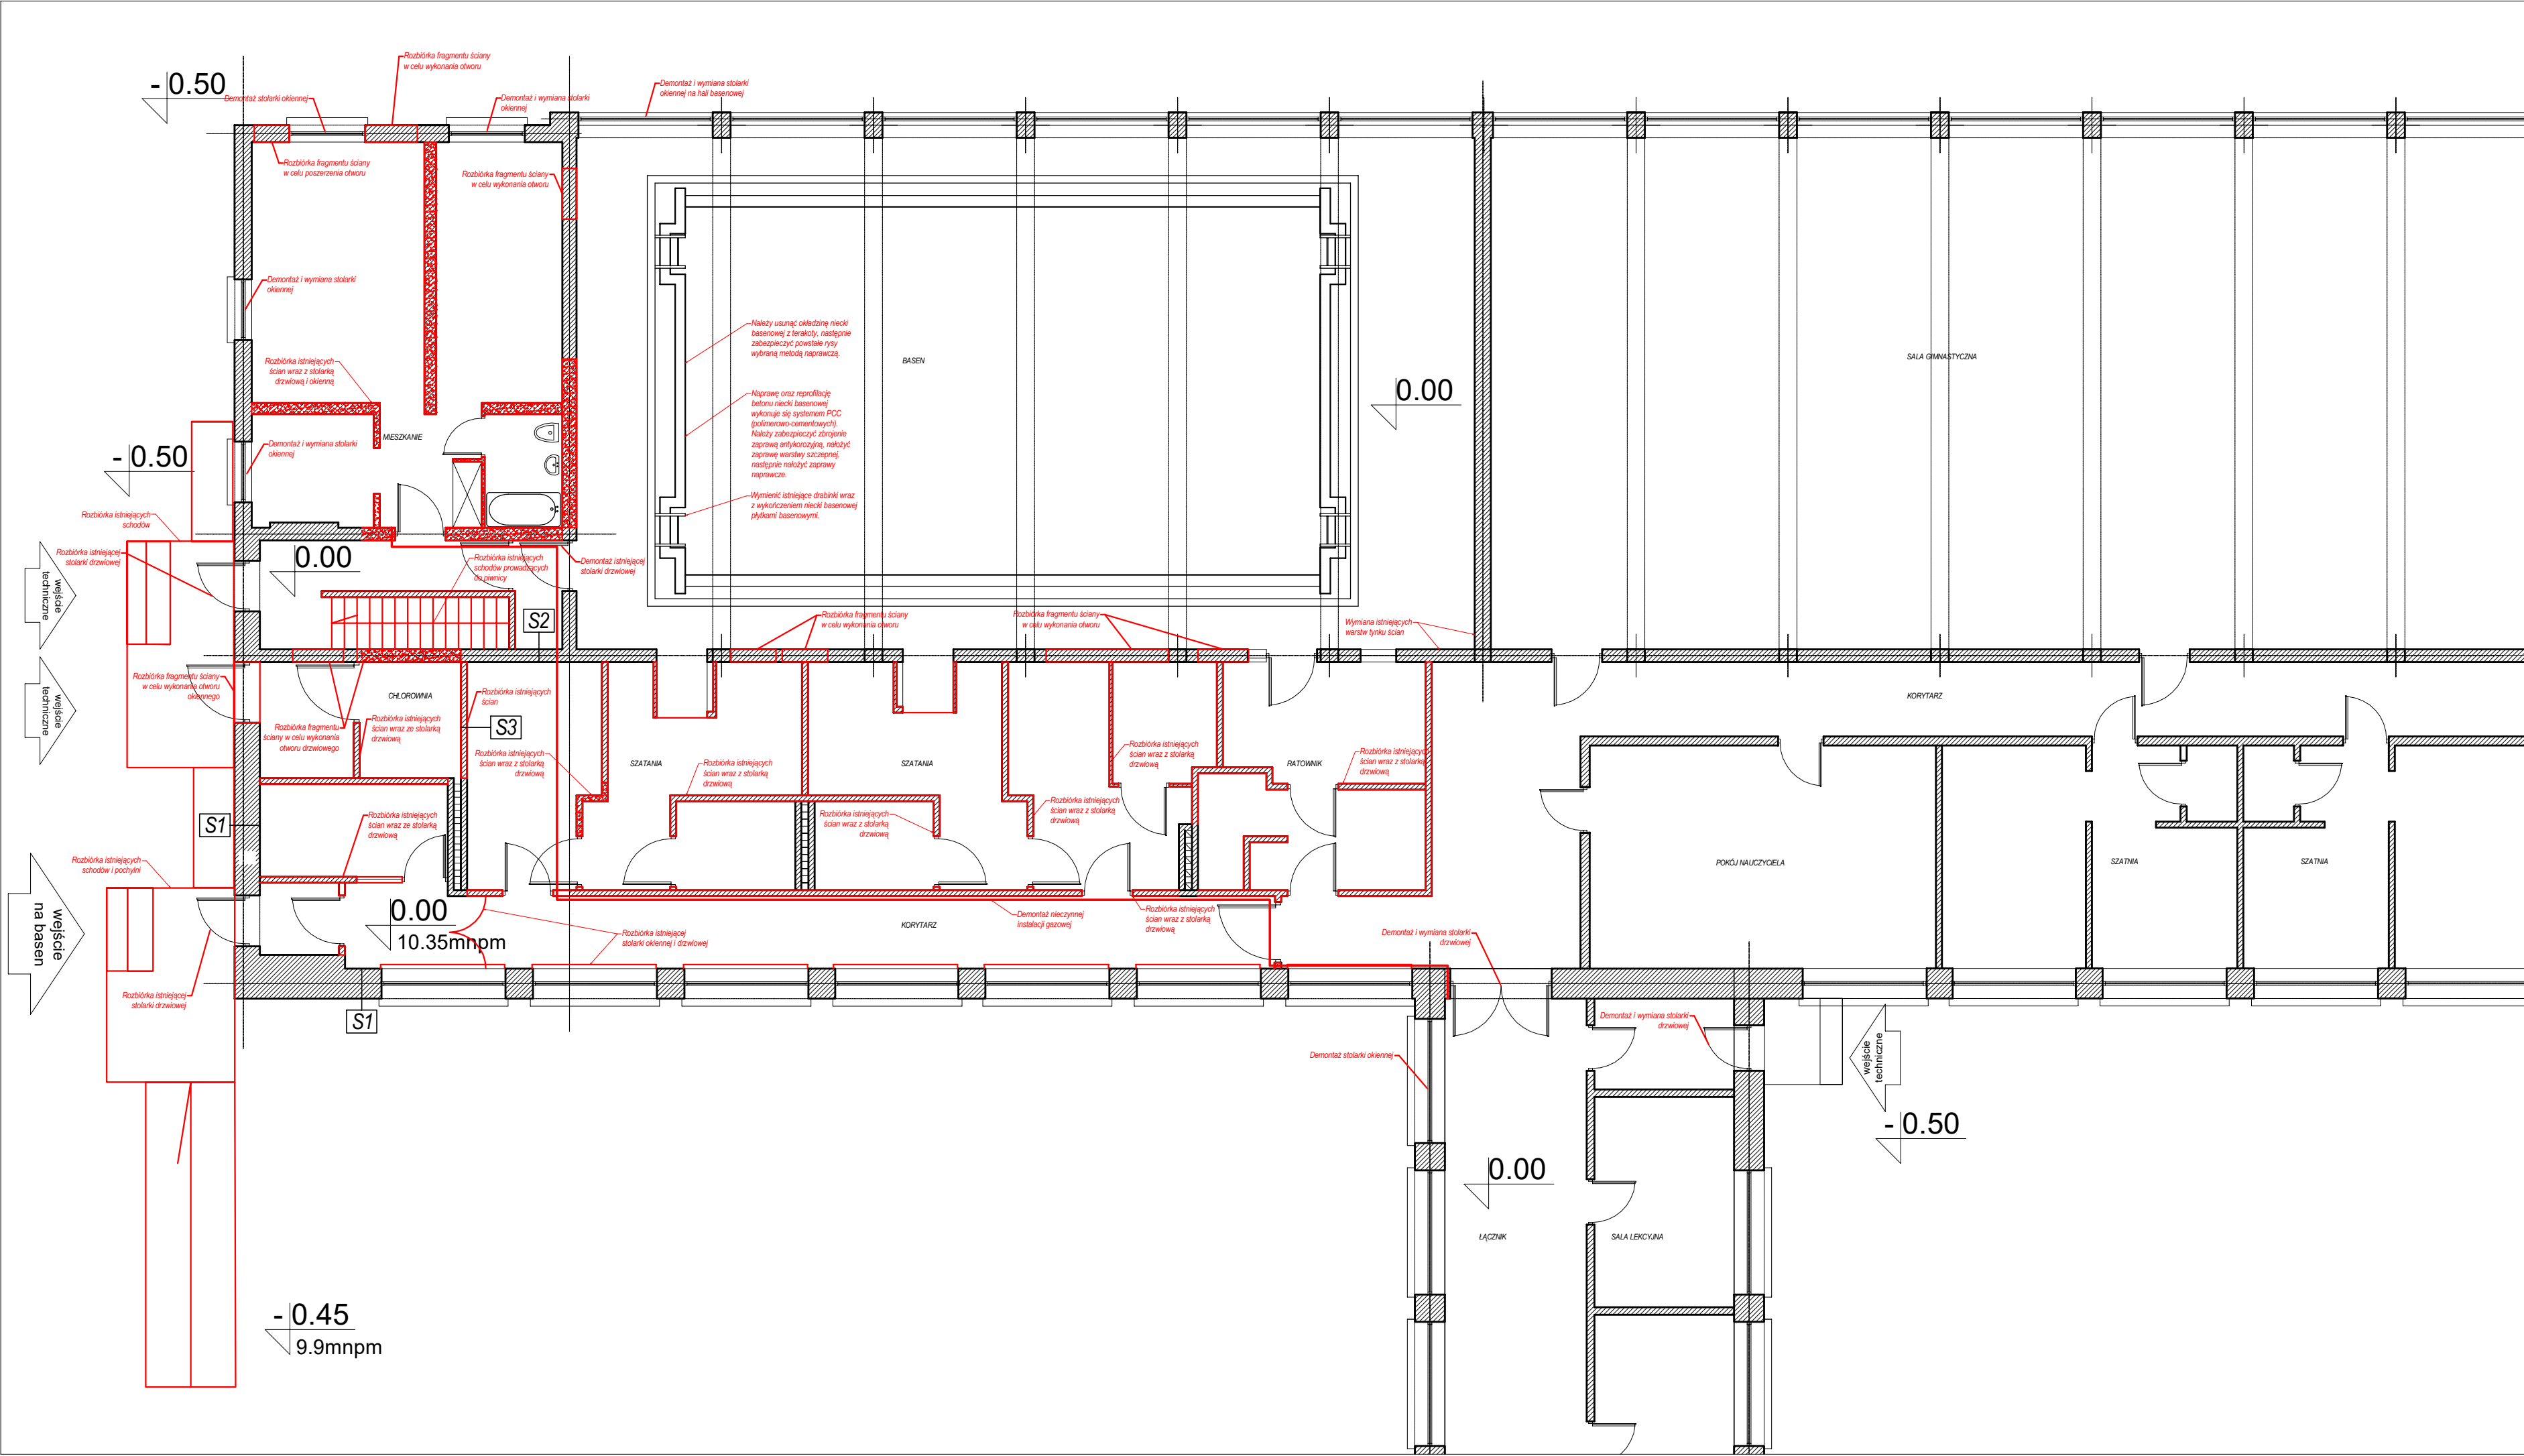 Rozbiórka fragmentu ściany
w celu wykonania otworu
- 0.50
Demontaż stolarki okiennej
Demontaż i wymiana stolarki
okiennej
Demontaż i wymiana stolarki
okiennej na hali basenowej
Rozbiórka fragmentu ściany
w celu poszerzenia otworu
Rozbiórka fragmentu ściany
w celu wykonania otworu
Demontaż i wymiana stolarki
okiennej
Należy usunąć okładzinę niecki
basenowej z terakoty, następnie
zabezpieczyć powstałe rysy
wybraną metodą naprawczą.
BASEN
SALA GIMNASTYCZNA
Rozbiórka istniejących
ścian wraz z stolarką
drzwiową i okienną
0.00
Naprawę oraz reprofilację
betonu niecki basenowej
wykonuje się systemem PCC
(polimerowo-cementowych).
Należy zabezpieczyć zbrojenie
zaprawą antykorozyjną, nałożyć
zaprawę warstwy szczepnej,
następnie nałożyć zaprawy
naprawcze.
MIESZKANIE
Demontaż i wymiana stolarki
okiennej
- 0.50
Wymienić istniejące drabinki wraz
z wykończeniem niecki basenowej
płytkami basenowymi.
Rozbiórka istniejących
schodów
Rozbiórka istniejącej
stolarki drzwiowej
0.00
Rozbiórka istniejących
schodów prowadzących
do piwnicy
Demontaż istniejącej
stolarki drzwiowej
wejście
techniczne
S2
Rozbiórka fragmentu ściany
w celu wykonania otworu
Rozbiórka fragmentu ściany
w celu wykonania otworu
Wymiana istniejących
warstw tynku ścian
Rozbiórka fragmentu ściany
w celu wykonania otworu
okiennego
wejście
techniczne
CHLOROWNIA
Rozbiórka istniejących
ścian
KORYTARZ
Rozbiórka fragmentu
ściany w celu wykonania
otworu drzwiowego
Rozbiórka istniejących
ścian wraz ze stolarką
drzwiową
S3
Rozbiórka istniejących
ścian wraz z stolarką
drzwiową
SZATANIA
Rozbiórka istniejących
ścian wraz z stolarką
drzwiową
SZATANIA
Rozbiórka istniejących
ścian wraz z stolarką
drzwiową
RATOWNIK
Rozbiórka istniejących
ścian wraz z stolarką
drzwiową
S1
Rozbiórka istniejących
ścian wraz ze stolarką
drzwiową
Rozbiórka istniejących
ścian wraz z stolarką
drzwiową
Rozbiórka istniejących
ścian wraz z stolarką
drzwiową
Rozbiórka istniejących
schodów i pochylni
POKÓJ NAUCZYCIELA
SZATNIA
SZATNIA
wejście
na basen
0.00
10.35mnpm
Rozbiórka istniejącej
stolarki okiennej i drzwiowej
KORYTARZ
Demontaż nieczynnej
instalacji gazowej
Rozbiórka istniejących
ścian wraz z stolarką
drzwiową
Demontaż i wymiana stolarki
drzwiowej
Rozbiórka istniejącej
stolarki drzwiowej
S1
Demontaż i wymiana stolarki
drzwiowej
Demontaż stolarki okiennej
wejście
techniczne
- 0.50
0.00
ŁĄCZNIK
SALA LEKCYJNA
- 0.45
9.9mnpm